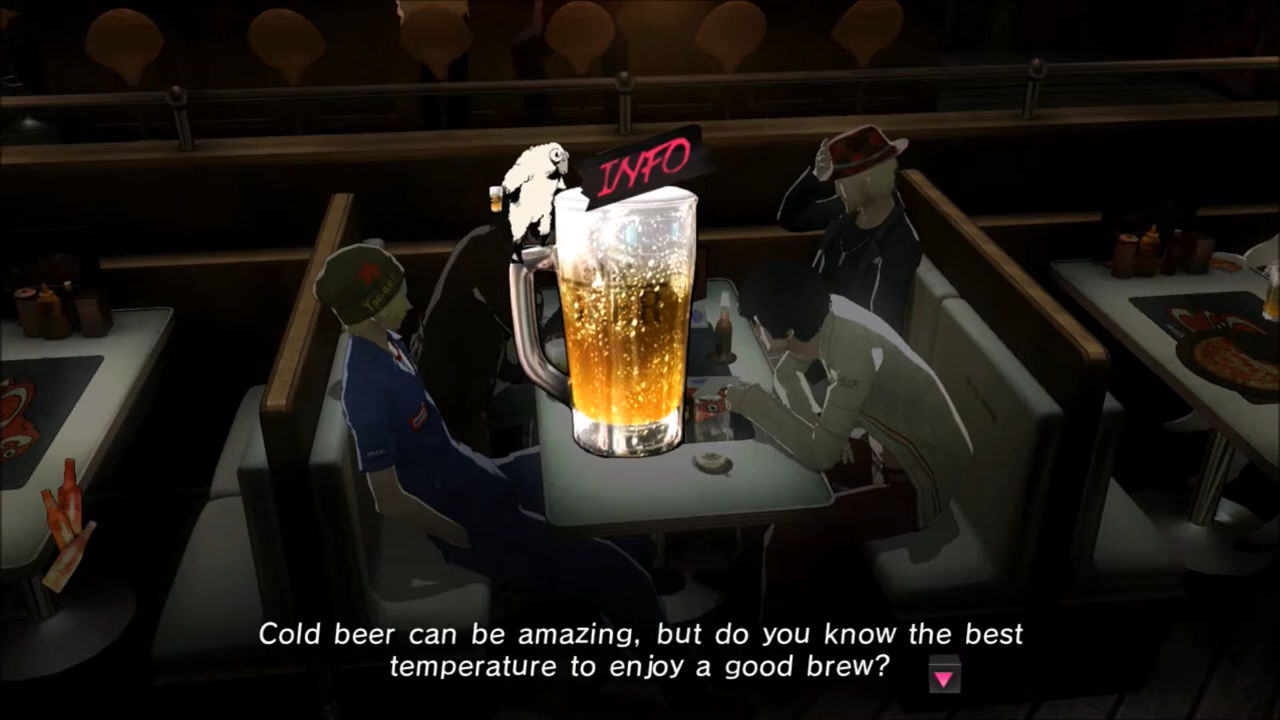 INFO
Cold beer can be amazing, but do you know the best
temperature to enjoy a good brew?